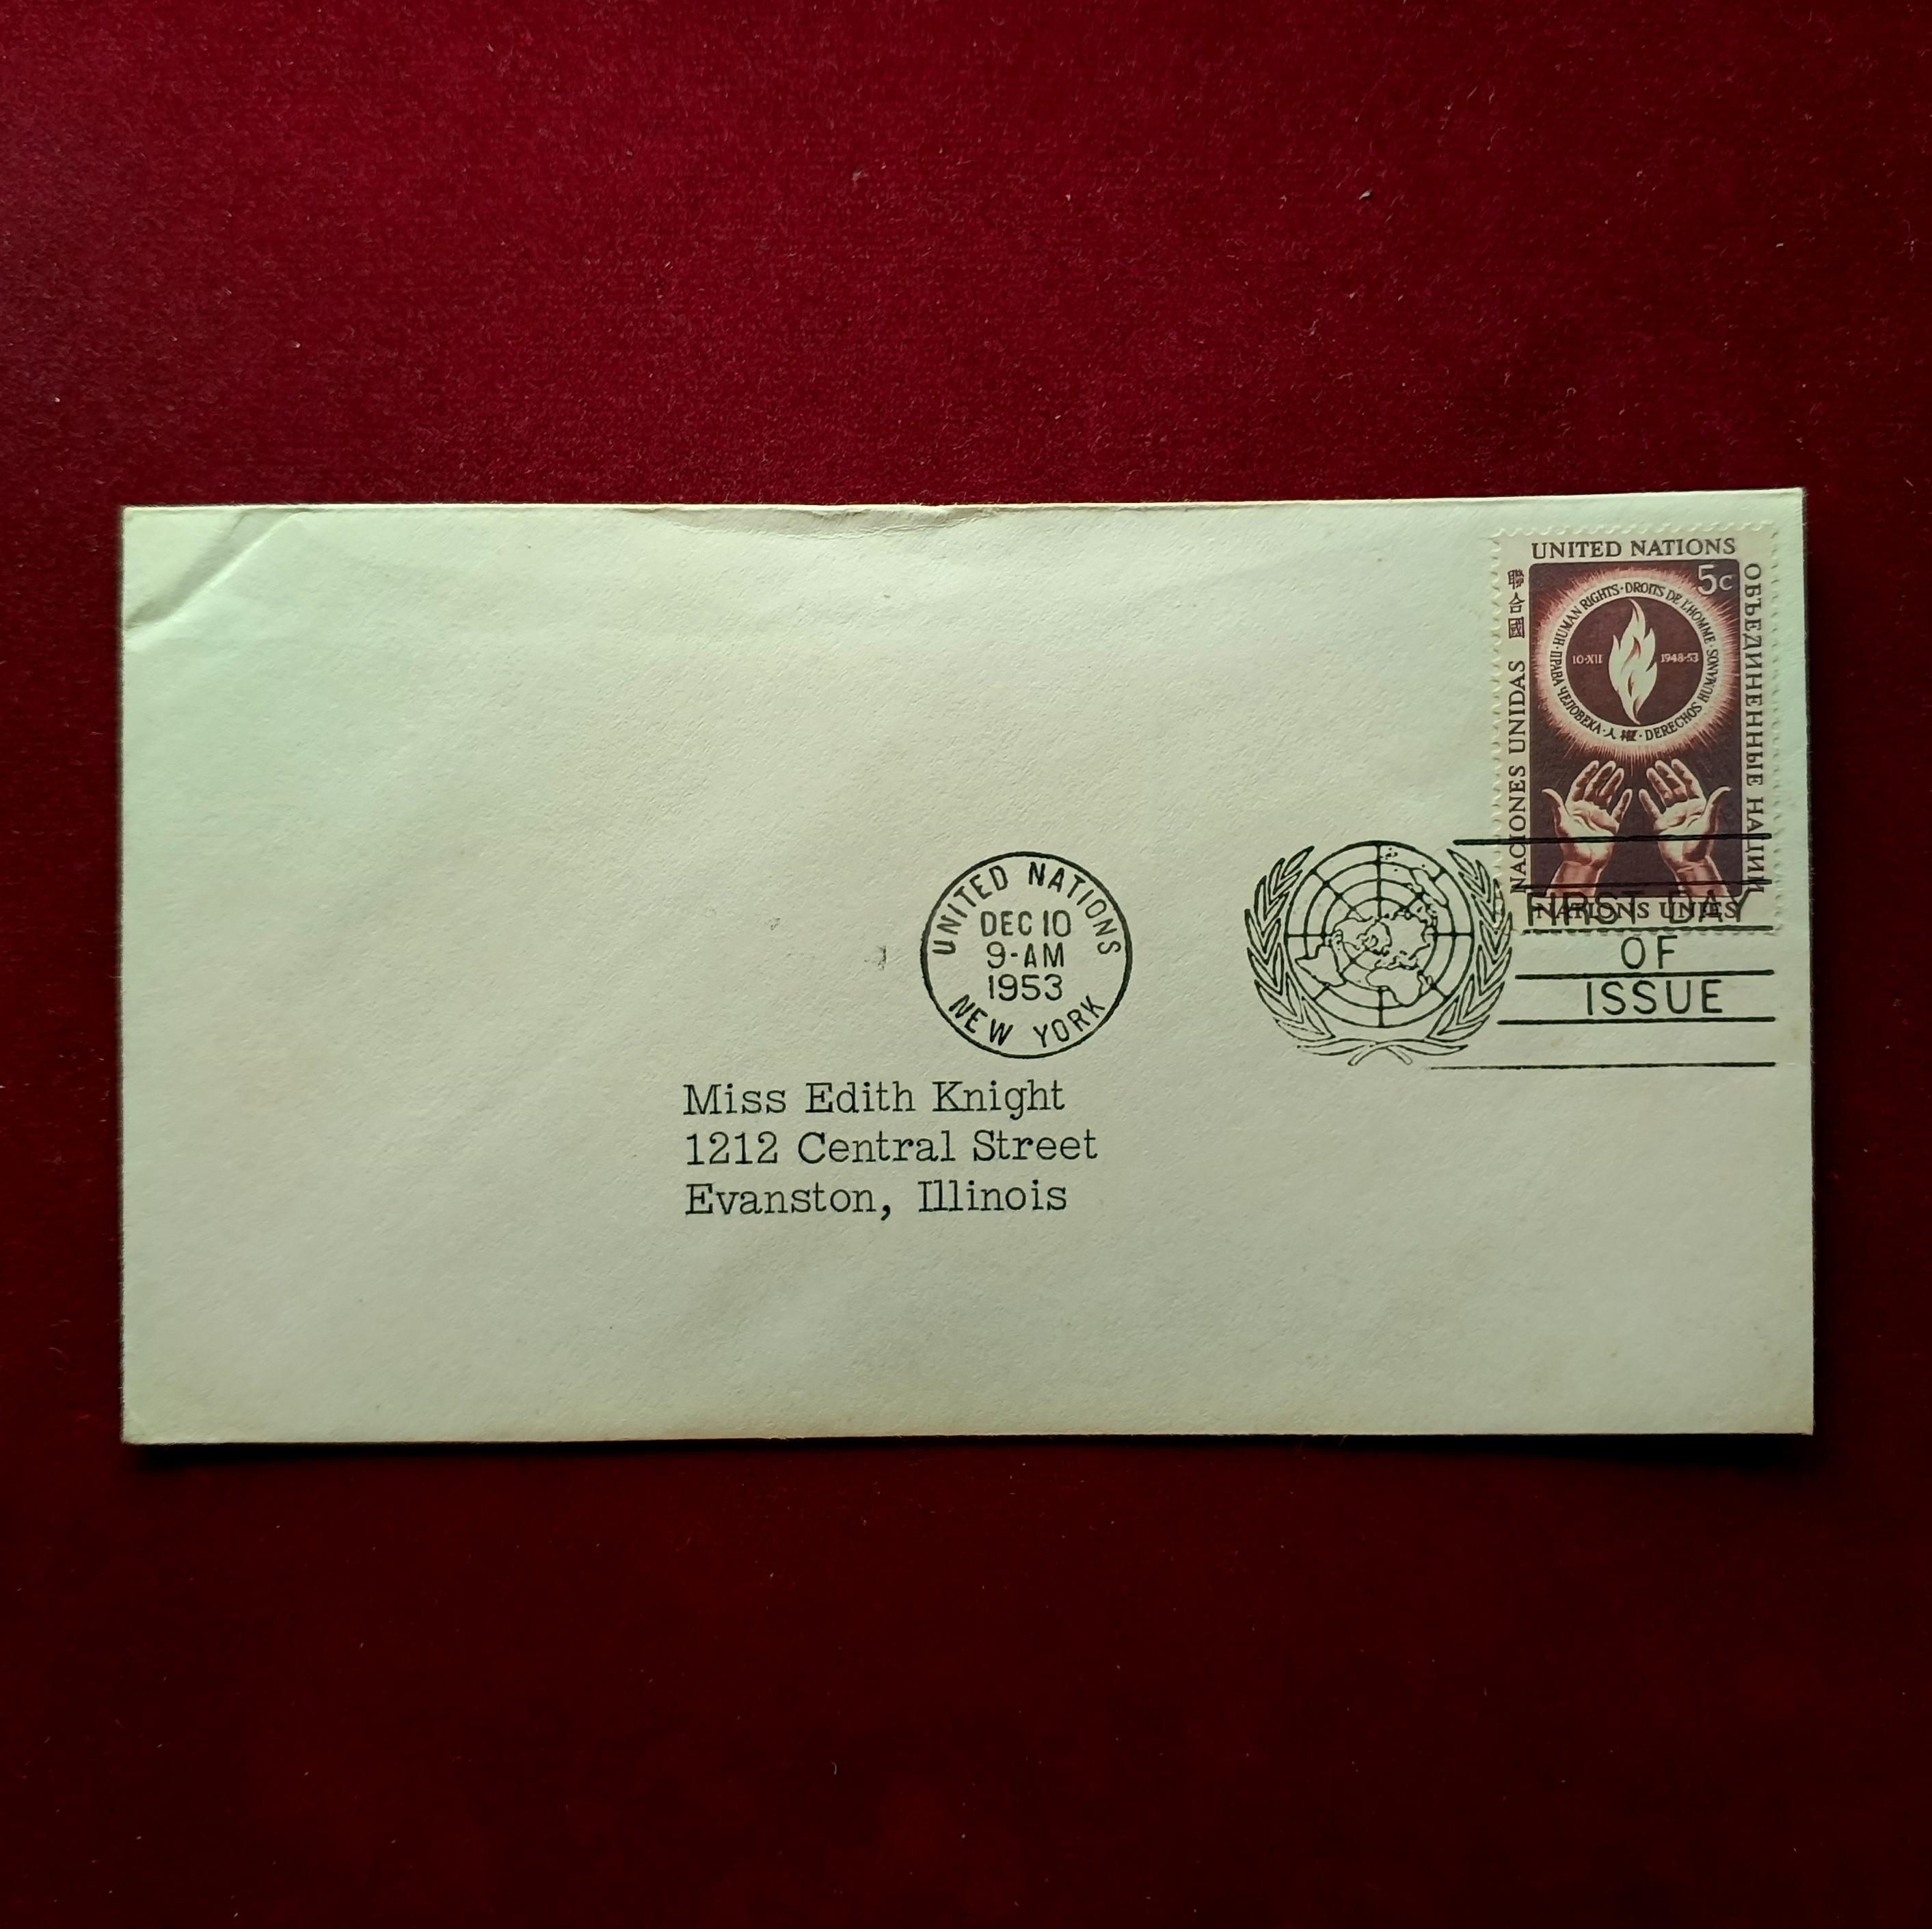 UNITED NATIONS
5c
聯合國
NACIONES UNIDAS
ОБЪЕДИНЕННЫЕ НАЦИИ
HUMAN RIGHTS · DROITS DE L'HOMME · DERECHOS HUMANOS · 人權 · ПРАВА ЧЕЛОВЕКА ·
10·XII 1948-53
NATIONS UNIES
UNITED NATIONS
DEC 10
9-AM
1953
NEW YORK
FIRST DAY
OF
ISSUE
Miss Edith Knight
1212 Central Street
Evanston, Illinois